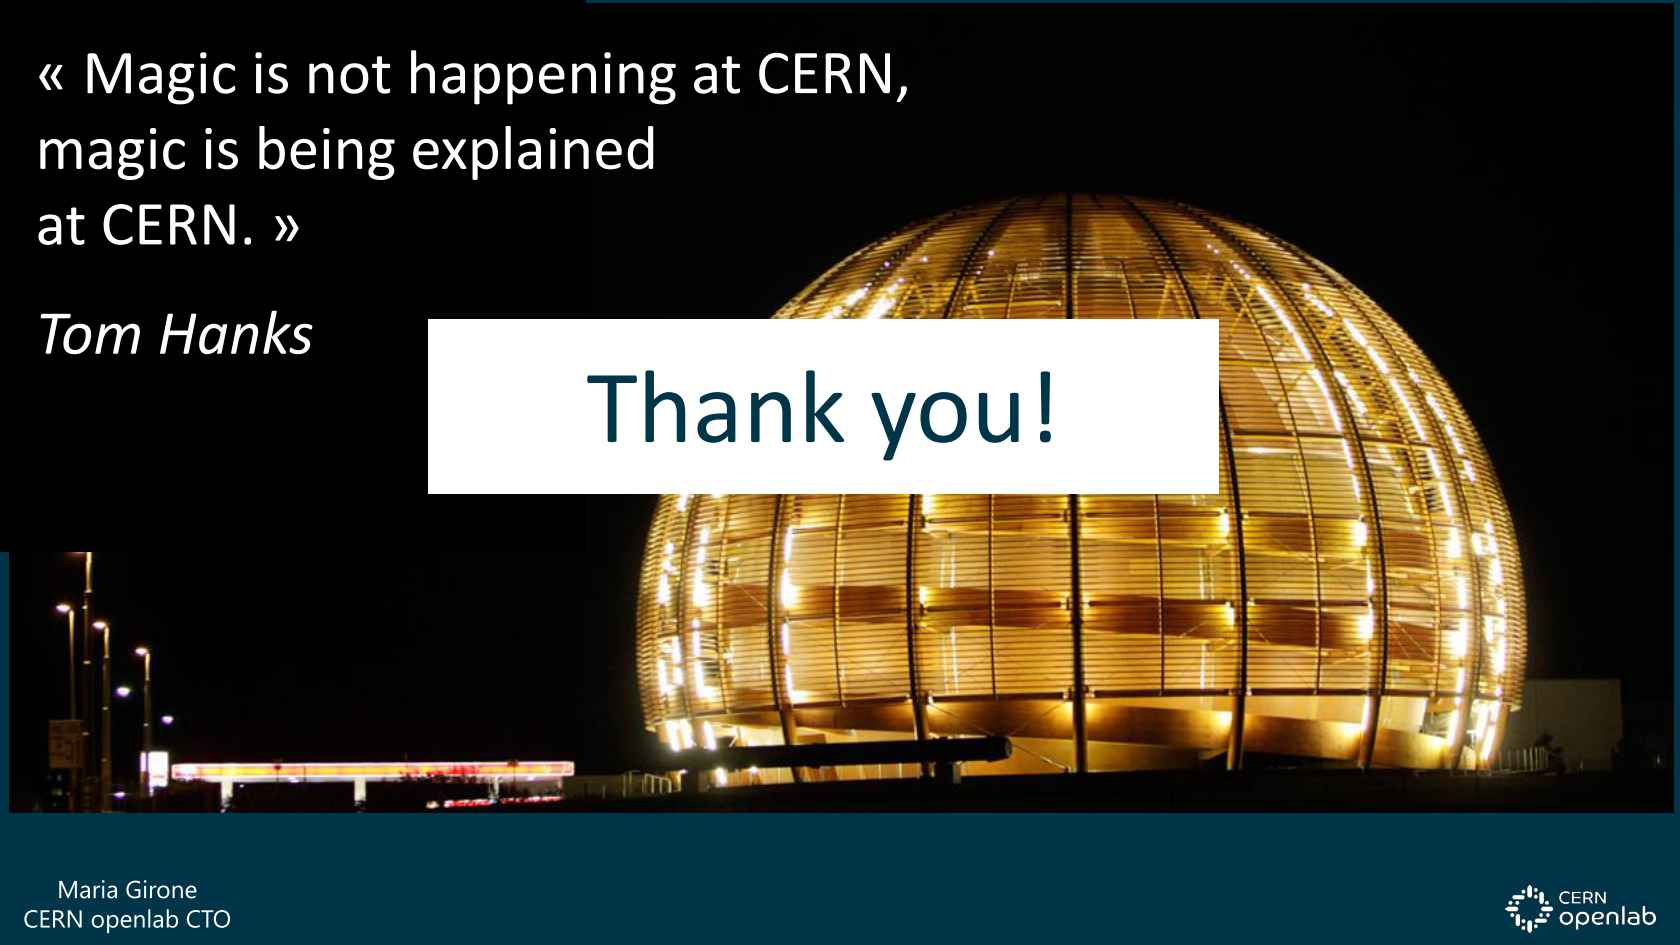 « Magic is not happening at CERN,
magic is being explained
at CERN. »
Tom Hanks
Thank you!
Maria Girone
CERN openlab CTO
CERN
openlab